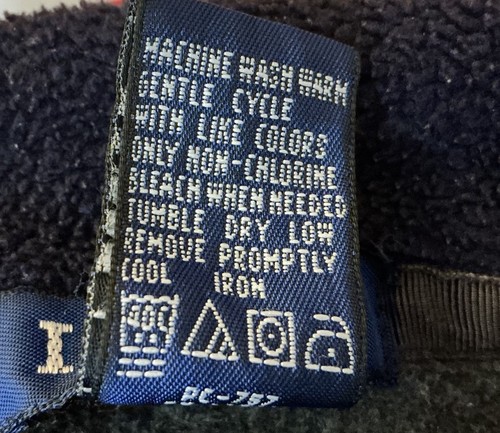 MACHINE WASH WARM
GENTLE CYCLE
WITH LIKE COLORS
ONLY NON-CHLORINE
BLEACH WHEN NEEDED
TUMBLE DRY LOW
REMOVE PROMPTLY
COOL IRON
40C
I